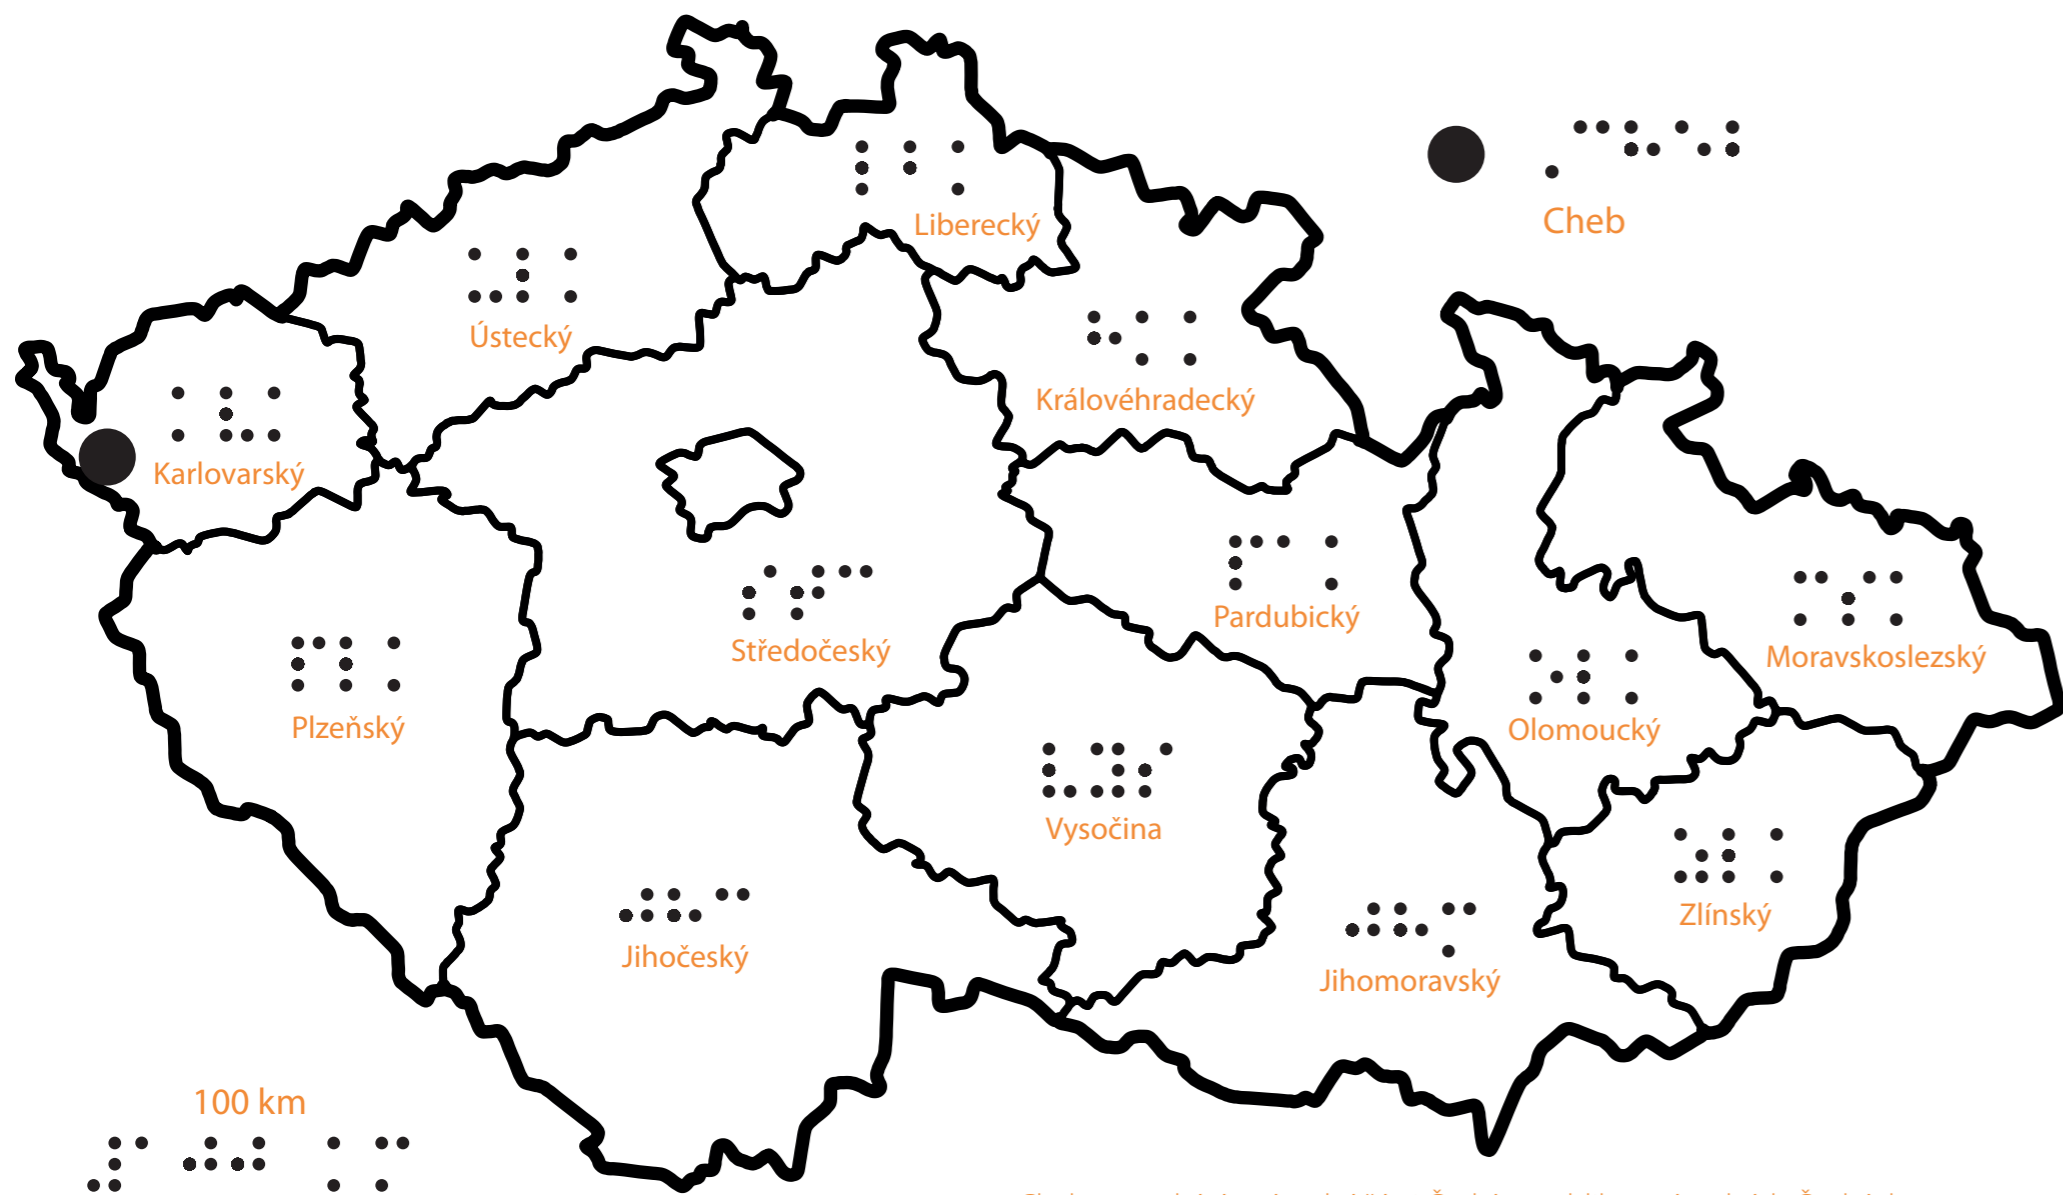 Liberecký
Cheb
Ústecký
Královéhradecký
Karlovarský
Pardubický
Středočeský
Moravskoslezský
Plzeňský
Olomoucký
Vysočina
Zlínský
Jihočeský
Jihomoravský
100 km